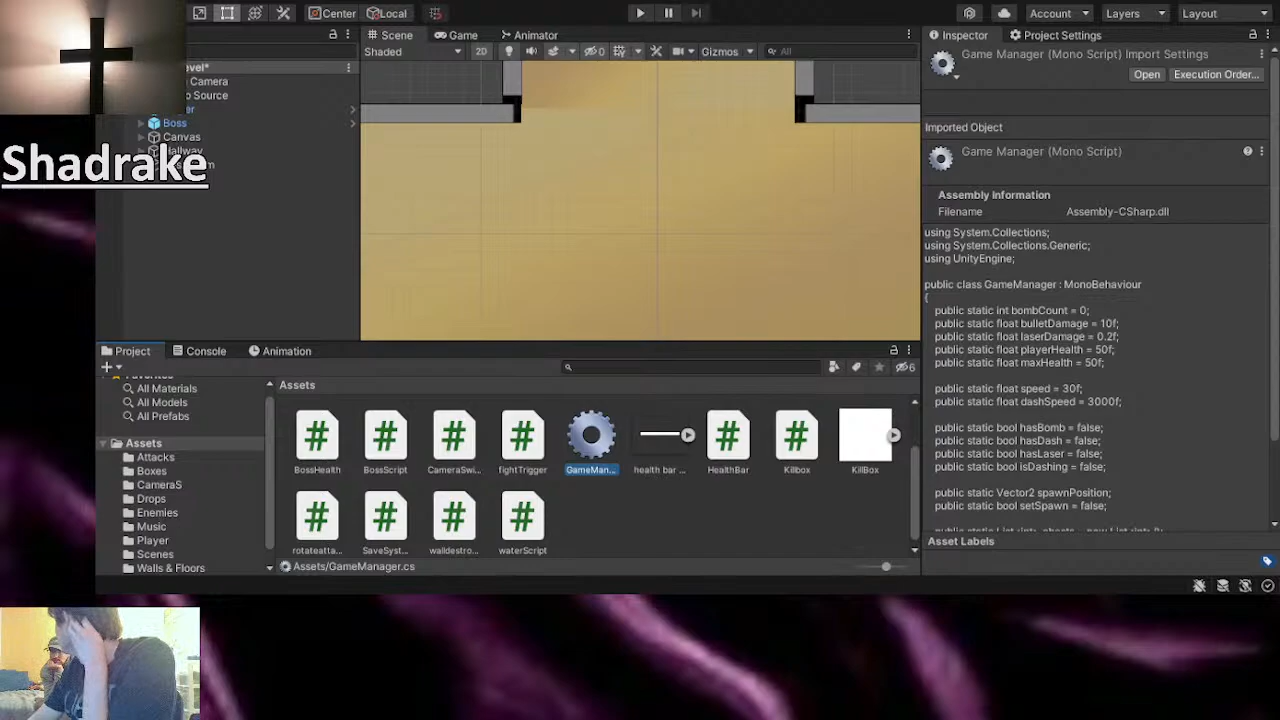 Center
Local
Account
Layers
Layout
Scene
Game
Animator
Inspector
Project Settings
Shaded
2D
0
Gizmos
All
Game Manager (Mono Script) Import Settings
Open
Execution Order...
Camera
Boss
Canvas
Shadrake
Imported Object
Game Manager (Mono Script)
Assembly Information
Filename
Assembly-CSharp.dll
using System.Collections;
using System.Collections.Generic;
using UnityEngine;
public class GameManager : MonoBehaviour
{
public static int bombCount = 0;
public static float bulletDamage = 10f;
public static float laserDamage = 0.2f;
public static float playerHealth = 50f;
public static float maxHealth = 50f;
public static float speed = 30f;
public static float dashSpeed = 3000f;
public static bool hasBomb = false;
public static bool hasDash = false;
public static bool hasLaser = false;
public static bool isDashing = false;
public static Vector2 spawnPosition;
public static bool setSpawn = false;
Asset Labels
Project
Console
Animation
6
All Materials
All Models
All Prefabs
Assets
Attacks
Boxes
CameraS
Drops
Enemies
Music
Player
Scenes
Walls & Floors
Assets
BossHealth
BossScript
CameraSwi...
fightTrigger
GameMan...
health bar ...
HealthBar
Killbox
KillBox
rotateatta...
SaveSyst...
walldestro...
waterScript
Assets/GameManager.cs